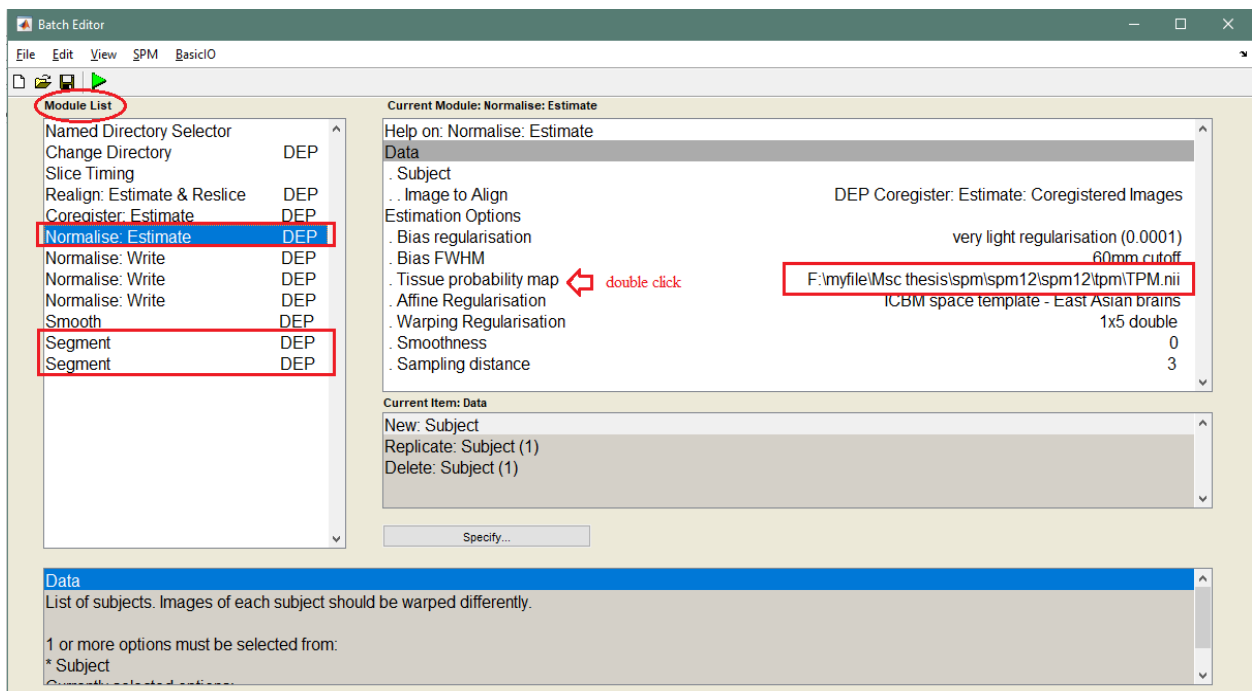 Batch Editor
File Edit View SPM BasicIO
Module List
Named Directory Selector
Change Directory DEP
Slice Timing
Realign: Estimate & Reslice DEP
Coregister: Estimate DEP
Normalise: Estimate DEP
Normalise: Write DEP
Normalise: Write DEP
Normalise: Write DEP
Smooth DEP
Segment DEP
Segment DEP
Current Module: Normalise: Estimate
Help on: Normalise: Estimate
Data
. Subject
. . Image to Align DEP Coregister: Estimate: Coregistered Images
Estimation Options
. Bias regularisation very light regularisation (0.0001)
. Bias FWHM 60mm cutoff
. Tissue probability map double click F:\myfile\Msc thesis\spm\spm12\spm12\tpm\TPM.nii
. Affine Regularisation ICBM space template - East Asian brains
. Warping Regularisation 1x5 double
. Smoothness 0
. Sampling distance 3
Current Item: Data
New: Subject
Replicate: Subject (1)
Delete: Subject (1)
Specify...
Data
List of subjects. Images of each subject should be warped differently.
1 or more options must be selected from:
* Subject
Currently selected options: